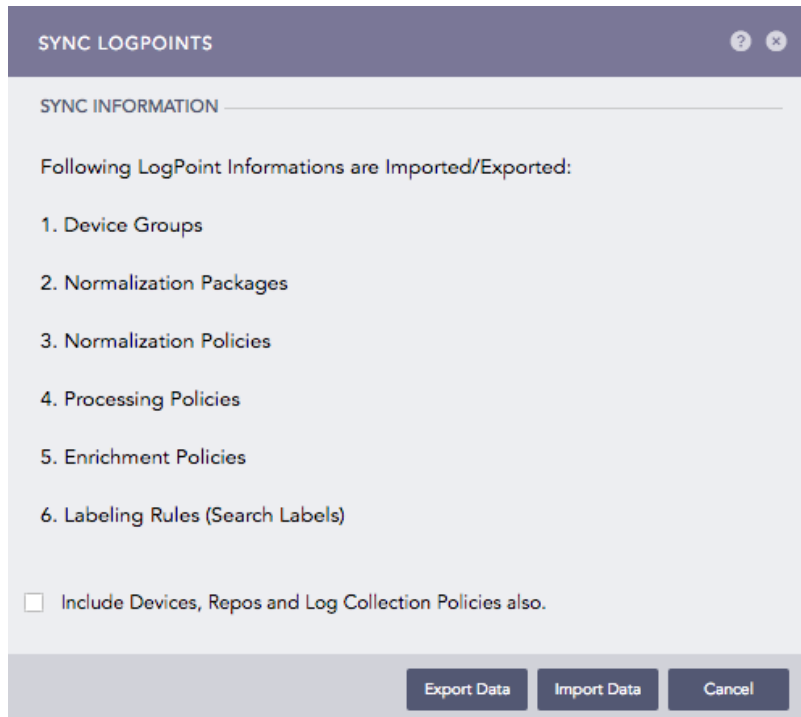 SYNC LOGPOINTS
SYNC INFORMATION
Following LogPoint Informations are Imported/Exported:
1. Device Groups
2. Normalization Packages
3. Normalization Policies
4. Processing Policies
5. Enrichment Policies
6. Labeling Rules (Search Labels)
Include Devices, Repos and Log Collection Policies also.
Export Data Import Data Cancel